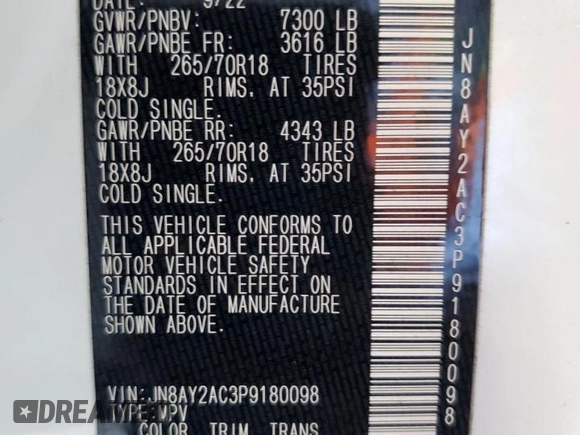 DATE: 9/22
GVWR/PNBV: 7300 LB
GAWR/PNBE FR: 3616 LB
WITH 265/70R18 TIRES
18X8J RIMS, AT 35PSI
COLD SINGLE.
GAWR/PNBE RR: 4343 LB
WITH 265/70R18 TIRES
18X8J RIMS, AT 35PSI
COLD SINGLE.
THIS VEHICLE CONFORMS TO
ALL APPLICABLE FEDERAL
MOTOR VEHICLE SAFETY
STANDARDS IN EFFECT ON
THE DATE OF MANUFACTURE
SHOWN ABOVE.
VIN:JN8AY2AC3P9180098
TYPE:MPV
COLOR TRIM TRANS
JN8AY2AC3P9180098